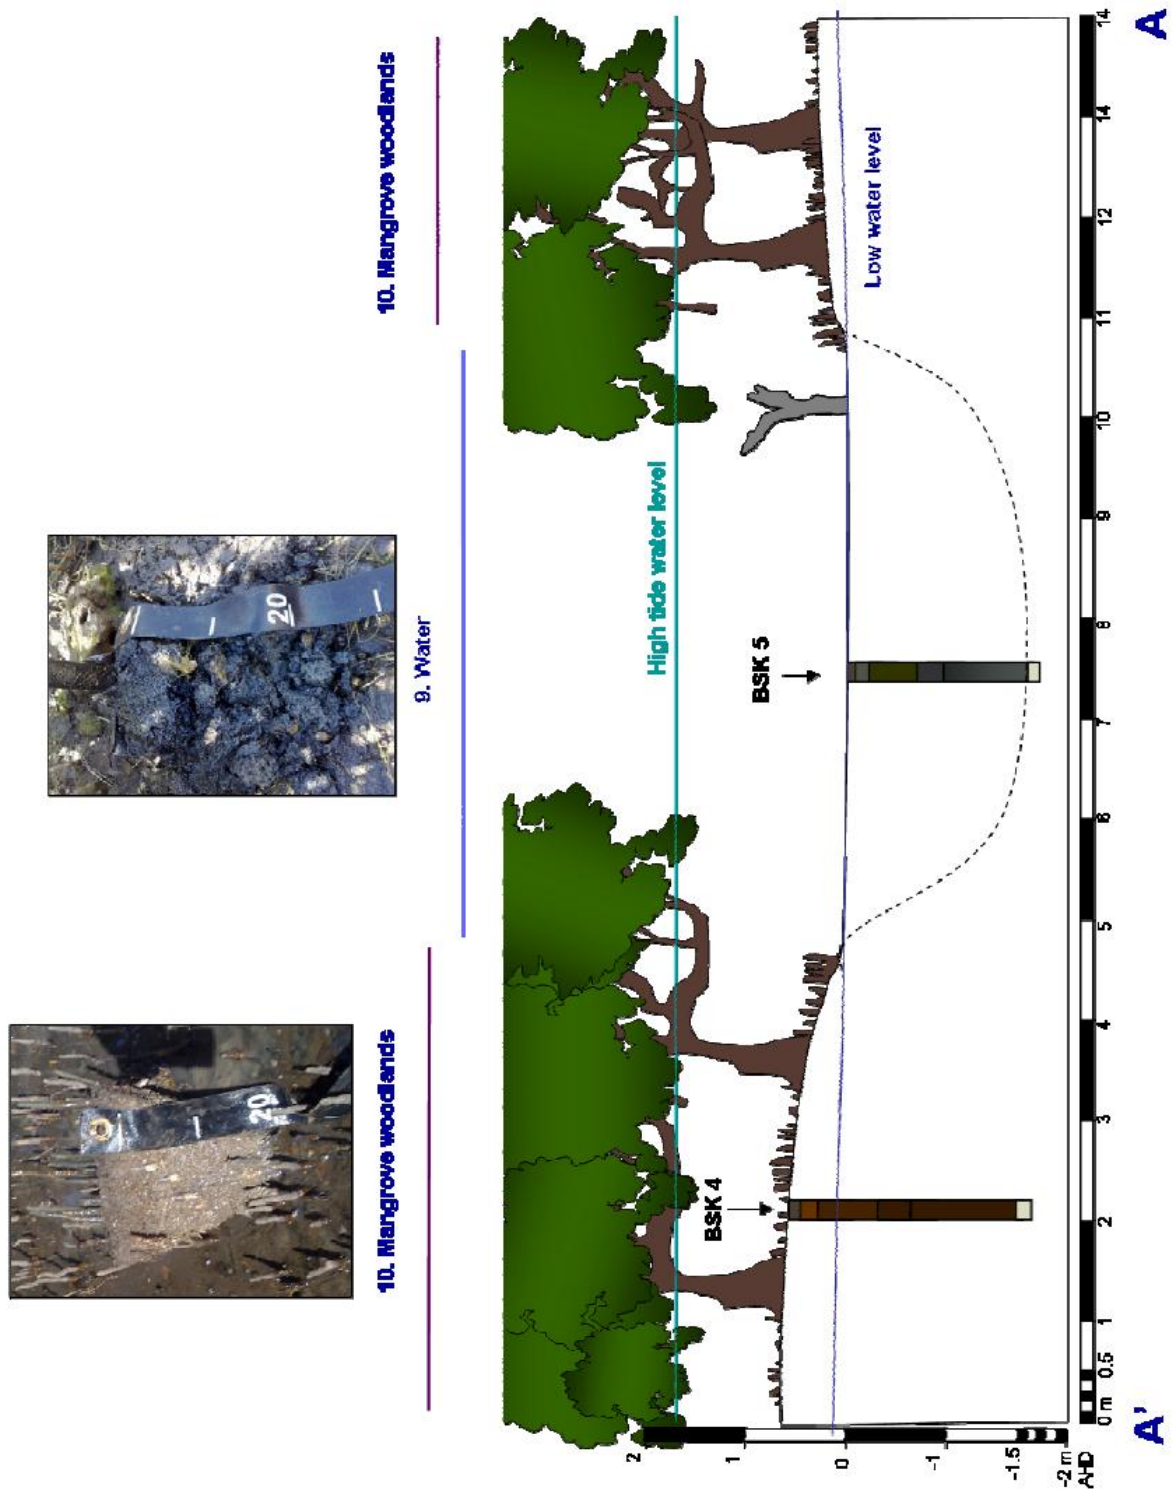 20
20
10. Mangrove woodlands
9. Water
10. Mangrove woodlands
High tide water level
BSK 4
BSK 5
Low water level
2
1
0
-1
-1.5
-2 m
AHD
0 m 0.5 1 2 3 4 5 6 7 8 9 10 11 12 14 14
A' A